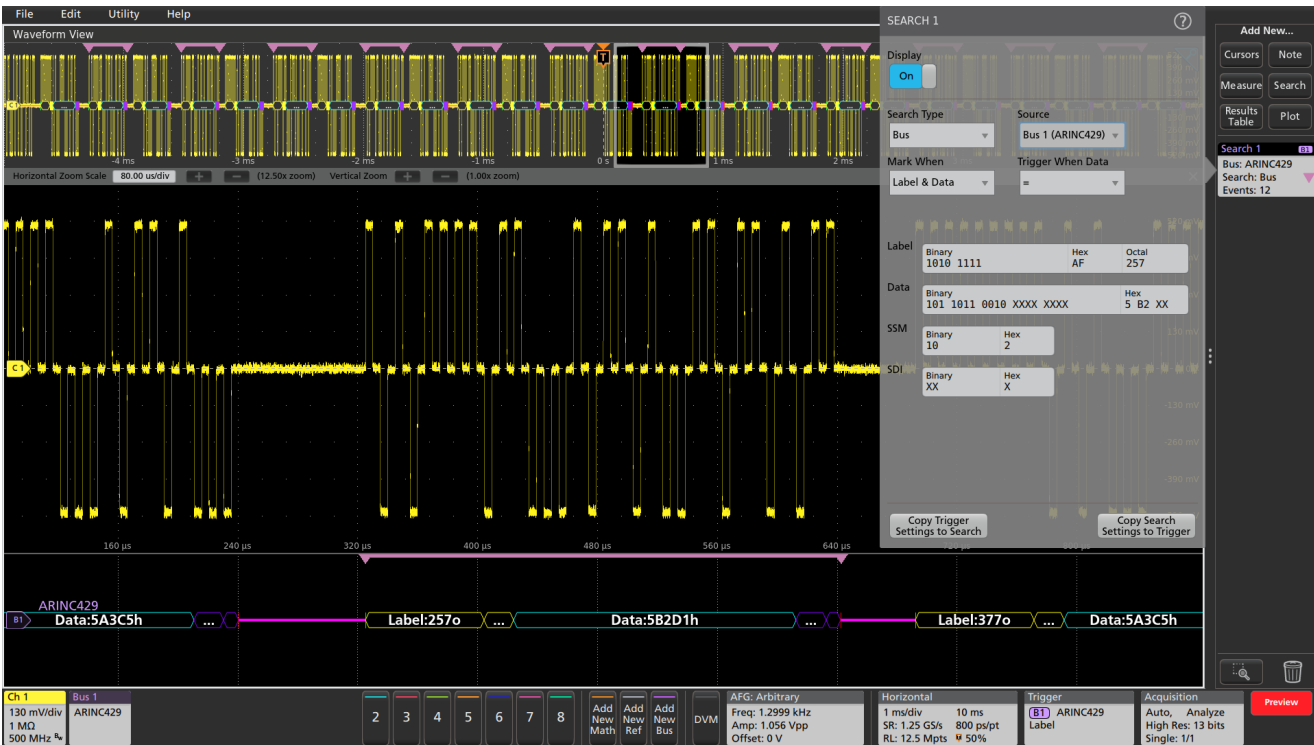 File Edit Utility Help
Waveform View
-4 ms -3 ms -2 ms -1 ms 0 s 1 ms 2 ms
T
C1
Horizontal Zoom Scale 80.00 us/div + − (12.50x zoom) Vertical Zoom + − (1.00x zoom)
C1
160 µs 240 µs 320 µs 400 µs 480 µs 560 µs 640 µs
ARINC429
B1 Data:5A3C5h ... Label:257o ... Data:5B2D1h ... Label:377o ... Data:5A3C5h
SEARCH 1 ?
Display
On
Search Type Source
Bus Bus 1 (ARINC429)
Mark When Trigger When Data
Label & Data =
Label Binary Hex Octal
1010 1111 AF 257
Data Binary Hex
101 1011 0010 XXXX XXXX 5 B2 XX
SSM Binary Hex
10 2
SDI Binary Hex
XX X
-130 mV
-260 mV
-390 mV
Copy Trigger
Settings to Search
Copy Search
Settings to Trigger
Add New...
Cursors Note
Measure Search
Results
Table
Plot
Search 1 B1
Bus: ARINC429
Search: Bus
Events: 12
Ch 1
130 mV/div
1 MΩ
500 MHz
Bus 1
ARINC429
2 3 4 5 6 7 8
Add
New
Math
Add
New
Ref
Add
New
Bus
DVM
AFG: Arbitrary
Freq: 1.2999 kHz
Amp: 1.056 Vpp
Offset: 0 V
Horizontal
1 ms/div 10 ms
SR: 1.25 GS/s 800 ps/pt
RL: 12.5 Mpts 50%
Trigger
B1 ARINC429
Label
Acquisition
Auto, Analyze
High Res: 13 bits
Single: 1/1
Preview